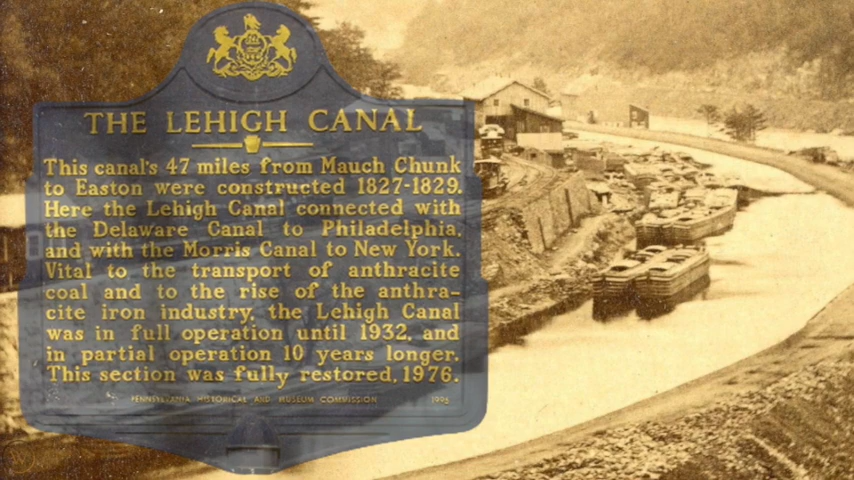 THE LEHIGH CANAL
This canal's 47 miles from Mauch Chunk
to Easton were constructed 1827-1829.
Here the Lehigh Canal connected with
the Delaware Canal to Philadelphia,
and with the Morris Canal to New York.
Vital to the transport of anthracite
coal and to the rise of the anthra-
cite iron industry, the Lehigh Canal
was in full operation until 1932, and
in partial operation 10 years longer.
This section was fully restored, 1976.
PENNSYLVANIA HISTORICAL AND MUSEUM COMMISSION 1995